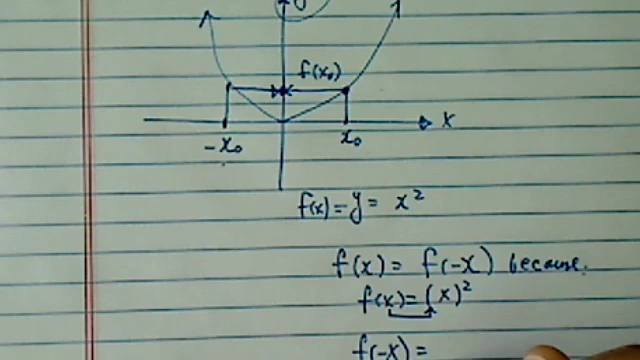 y
f(x₀)
x
-x₀ x₀
f(x) = y = x²
f(x) = f(-x) because.
f(x) = (x)²
f(-x) =